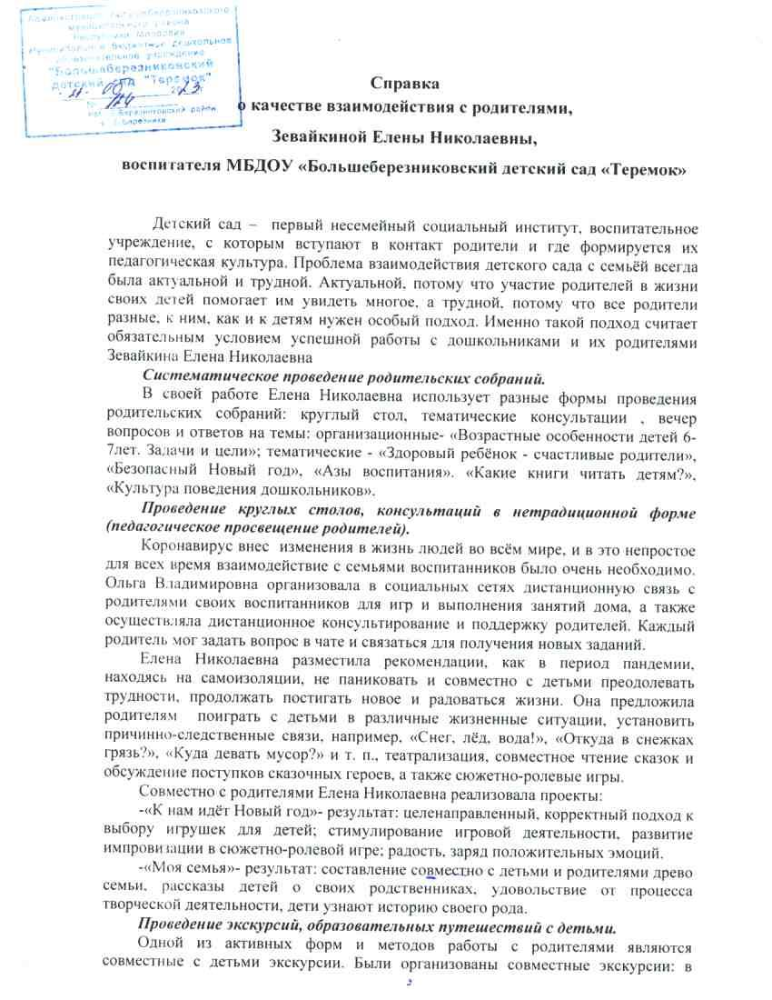 Администрация Большеберезниковского
муниципального района
Республики Мордовия
Муниципальное бюджетное дошкольное
образовательное учреждение
"Большеберезниковский
детский сад "Теремок"
2023 г.
№ 124
Справка
о качестве взаимодействия с родителями,
Зевайкиной Елены Николаевны,
воспитателя МБДОУ «Большеберезниковский детский сад «Теремок»
Детский сад – первый несемейный социальный институт, воспитательное
учреждение, с которым вступают в контакт родители и где формируется их
педагогическая культура. Проблема взаимодействия детского сада с семьёй всегда
была актуальной и трудной. Актуальной, потому что участие родителей в жизни
своих детей помогает им увидеть многое, а трудной, потому что все родители
разные, к ним, как и к детям нужен особый подход. Именно такой подход считает
обязательным условием успешной работы с дошкольниками и их родителями
Зевайкина Елена Николаевна
Систематическое проведение родительских собраний.
В своей работе Елена Николаевна использует разные формы проведения
родительских собраний: круглый стол, тематические консультации , вечер
вопросов и ответов на темы: организационные- «Возрастные особенности детей 6-
7лет. Задачи и цели»; тематические - «Здоровый ребёнок - счастливые родители»,
«Безопасный Новый год», «Азы воспитания». «Какие книги читать детям?»,
«Культура поведения дошкольников».
Проведение круглых столов, консультаций в нетрадиционной форме
(педагогическое просвещение родителей).
Коронавирус внес изменения в жизнь людей во всём мире, и в это непростое
для всех время взаимодействие с семьями воспитанников было очень необходимо.
Ольга Владимировна организовала в социальных сетях дистанционную связь с
родителями своих воспитанников для игр и выполнения занятий дома, а также
осуществляла дистанционное консультирование и поддержку родителей. Каждый
родитель мог задать вопрос в чате и связаться для получения новых заданий.
Елена Николаевна разместила рекомендации, как в период пандемии,
находясь на самоизоляции, не паниковать и совместно с детьми преодолевать
трудности, продолжать постигать новое и радоваться жизни. Она предложила
родителям поиграть с детьми в различные жизненные ситуации, установить
причинно-следственные связи, например, «Снег, лёд, вода!», «Откуда в снежках
грязь?», «Куда девать мусор?» и т. п., театрализация, совместное чтение сказок и
обсуждение поступков сказочных героев, а также сюжетно-ролевые игры.
Совместно с родителями Елена Николаевна реализовала проекты:
-«К нам идёт Новый год»- результат: целенаправленный, корректный подход к
выбору игрушек для детей; стимулирование игровой деятельности, развитие
импровизации в сюжетно-ролевой игре; радость, заряд положительных эмоций.
-«Моя семья»- результат: составление совместно с детьми и родителями древо
семьи, рассказы детей о своих родственниках, удовольствие от процесса
творческой деятельности, дети узнают историю своего рода.
Проведение экскурсий, образовательных путешествий с детьми.
Одной из активных форм и методов работы с родителями являются
совместные с детьми экскурсии. Были организованы совместные экскурсии: в